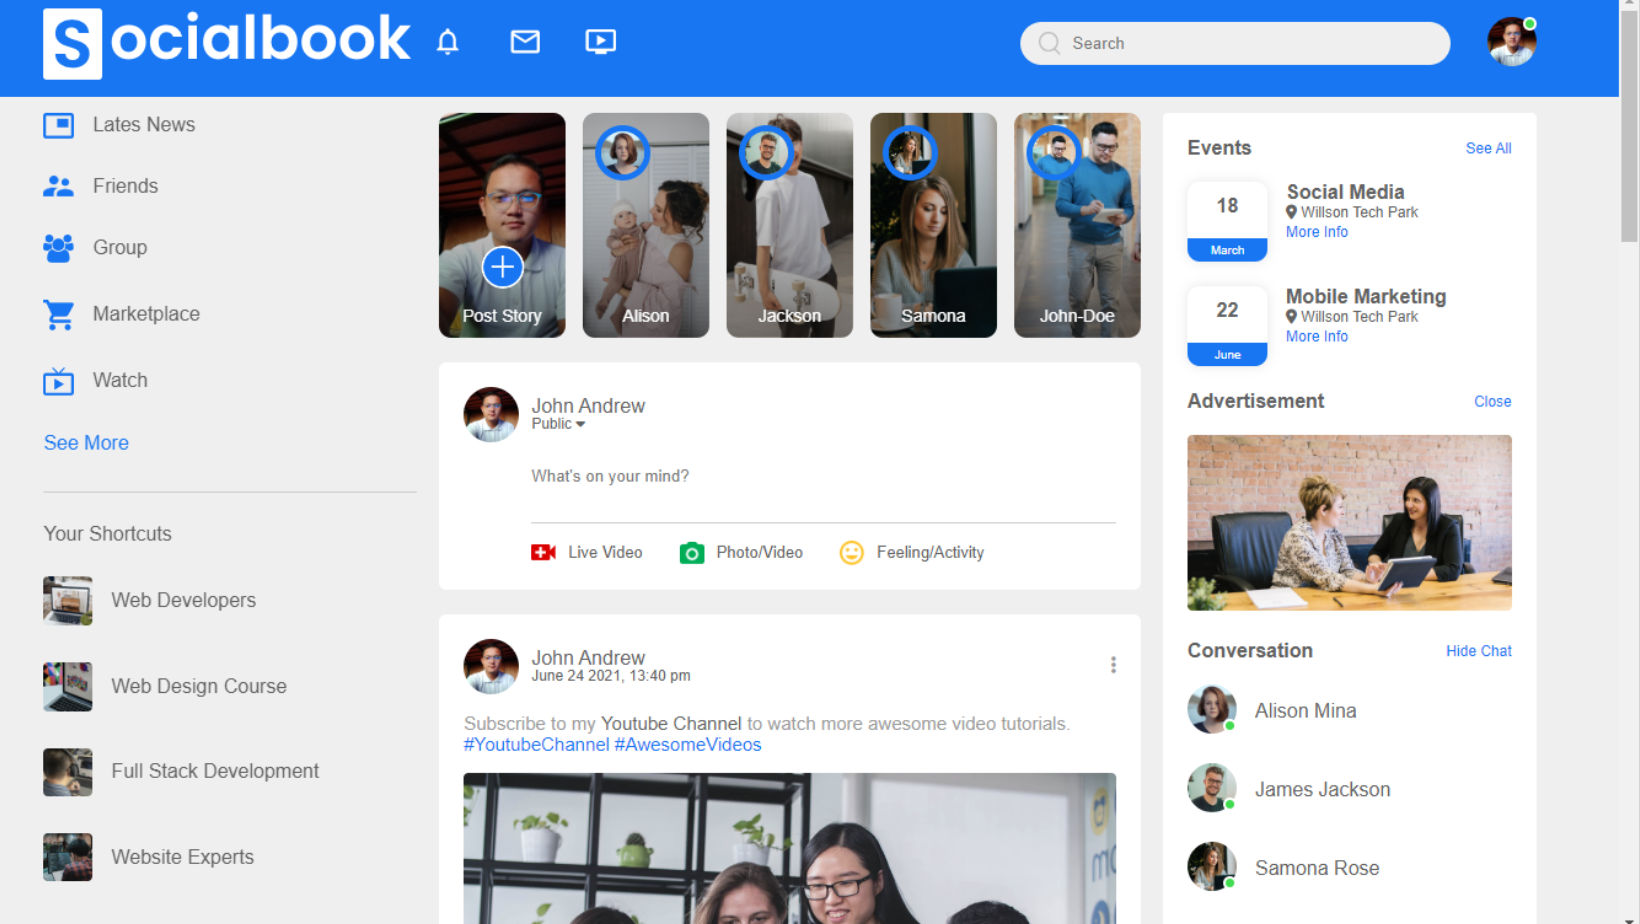 Socialbook
Search
Lates News
Friends
Group
Marketplace
Watch
See More
Your Shortcuts
Web Developers
Web Design Course
Full Stack Development
Website Experts
Post Story
Alison
Jackson
Samona
John-Doe
John Andrew
Public
What's on your mind?
Live Video
Photo/Video
Feeling/Activity
John Andrew
June 24 2021, 13:40 pm
Subscribe to my Youtube Channel to watch more awesome video tutorials.
#YoutubeChannel #AwesomeVideos
Events
See All
18
March
Social Media
Willson Tech Park
More Info
22
June
Mobile Marketing
Willson Tech Park
More Info
Advertisement
Close
Conversation
Hide Chat
Alison Mina
James Jackson
Samona Rose